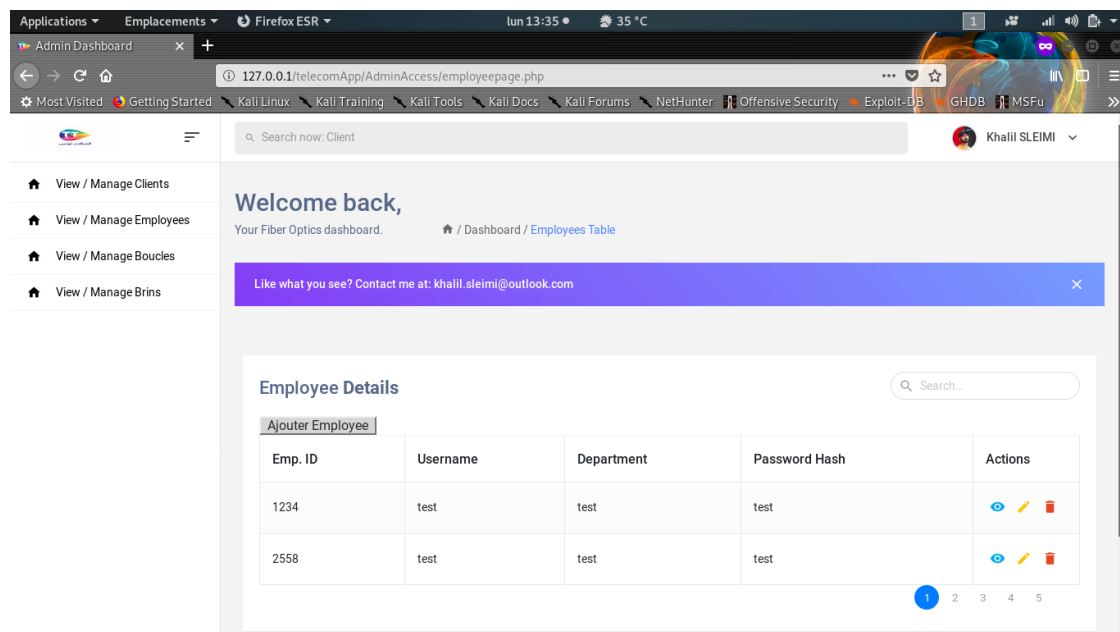 Applications Emplacements Firefox ESR lun 13:35 35 °C 1
Admin Dashboard
127.0.0.1/telecomApp/AdminAccess/employeepage.php
Most Visited Getting Started Kali Linux Kali Training Kali Tools Kali Docs Kali Forums NetHunter Offensive Security Exploit-DB GHDB MSFu
Search now: Client Khalil SLEIMI
View / Manage Clients
View / Manage Employees
View / Manage Boucles
View / Manage Brins
Welcome back,
Your Fiber Optics dashboard. / Dashboard / Employees Table
Like what you see? Contact me at: khalil.sleimi@outlook.com
Employee Details Search...
Ajouter Employee
Emp. ID Username Department Password Hash Actions
1234 test test test
2558 test test test
1 2 3 4 5